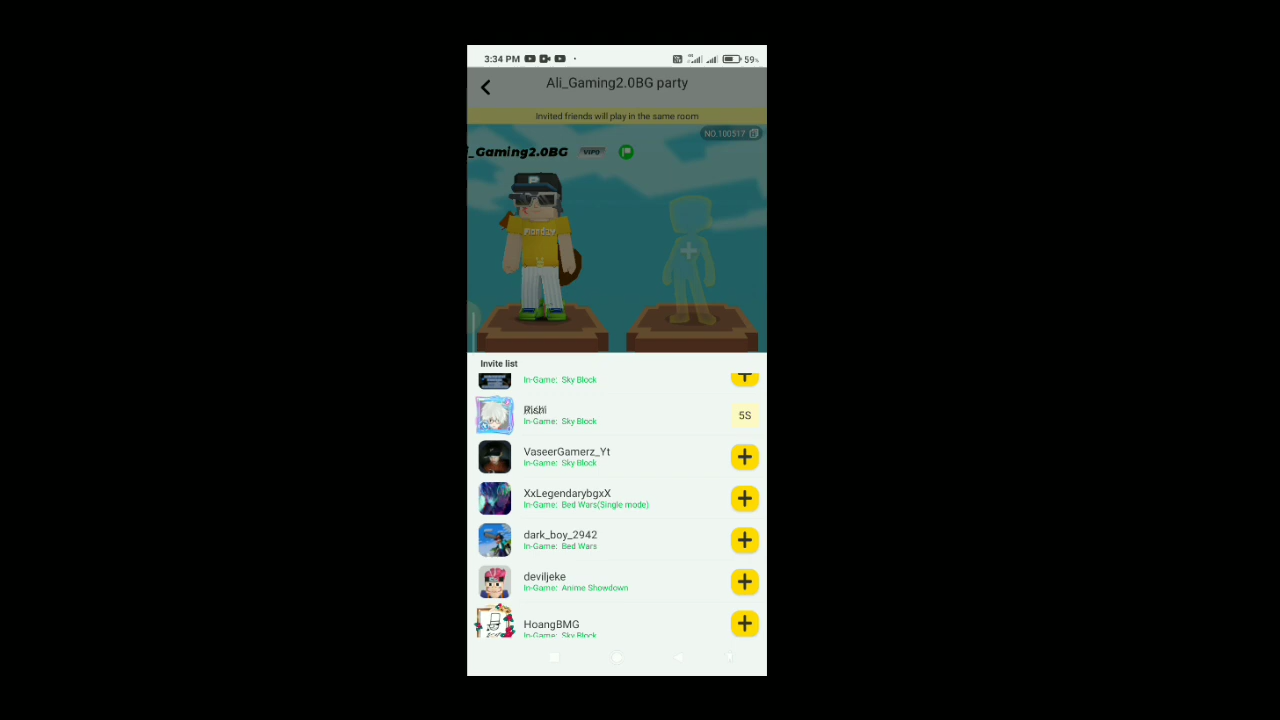 3:34 PM
59%
Ali_Gaming2.0BG party
Invited friends will play in the same room
NO.100517
i_Gaming2.0BG
Invite list
In-Game: Sky Block
Rishi
In-Game: Sky Block
5S
VaseerGamerz_Yt
In-Game: Sky Block
XxLegendarybgxX
In-Game: Bed Wars(Single mode)
dark_boy_2942
In-Game: Bed Wars
deviljeke
In-Game: Anime Showdown
HoangBMG
In-Game: Sky Block